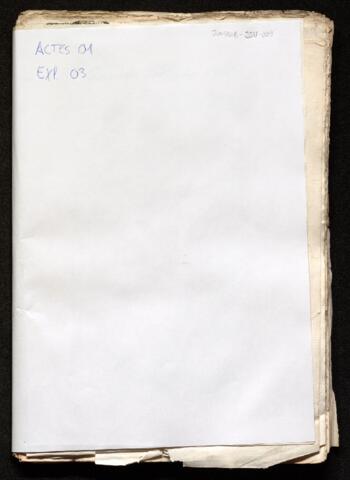 ACTES 01
EXP. 03